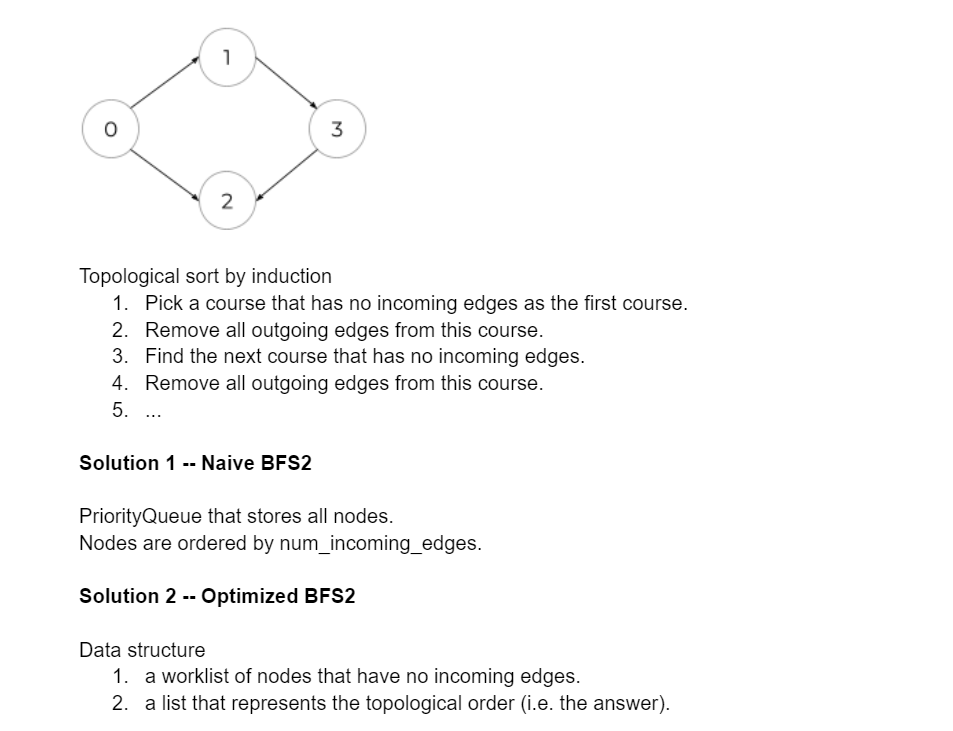 1
0
3
2
Topological sort by induction
1. Pick a course that has no incoming edges as the first course.
2. Remove all outgoing edges from this course.
3. Find the next course that has no incoming edges.
4. Remove all outgoing edges from this course.
5. ...
Solution 1 -- Naive BFS2
PriorityQueue that stores all nodes.
Nodes are ordered by num_incoming_edges.
Solution 2 -- Optimized BFS2
Data structure
1. a worklist of nodes that have no incoming edges.
2. a list that represents the topological order (i.e. the answer).